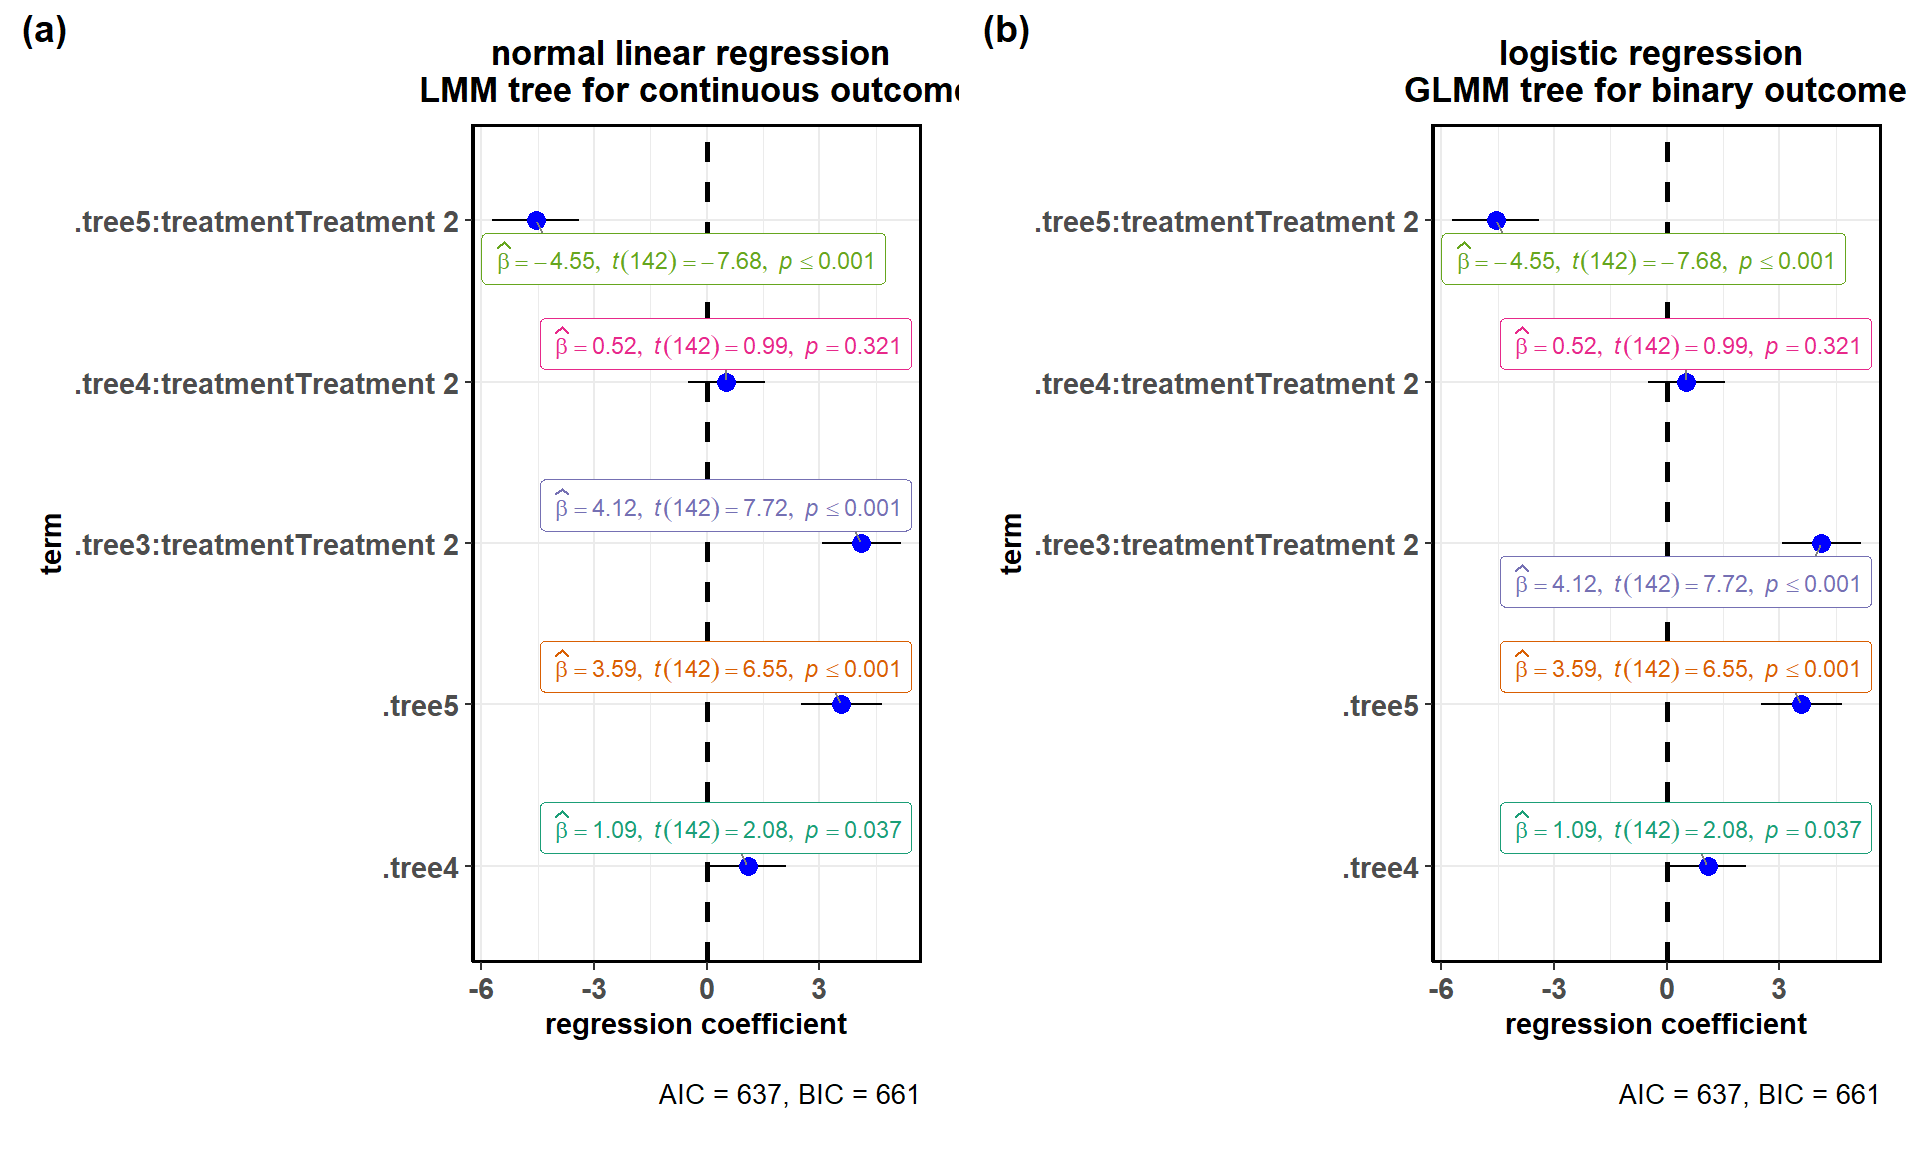 (a)
normal linear regression
LMM tree for continuous outcome
term
.tree5:treatmentTreatment 2
.tree4:treatmentTreatment 2
.tree3:treatmentTreatment 2
.tree5
.tree4
β̂ = −4.55, t(142) = −7.68, p ≤ 0.001
β̂ = 0.52, t(142) = 0.99, p = 0.321
β̂ = 4.12, t(142) = 7.72, p ≤ 0.001
β̂ = 3.59, t(142) = 6.55, p ≤ 0.001
β̂ = 1.09, t(142) = 2.08, p = 0.037
-6 -3 0 3
regression coefficient
AIC = 637, BIC = 661
(b)
logistic regression
GLMM tree for binary outcome
term
.tree5:treatmentTreatment 2
.tree4:treatmentTreatment 2
.tree3:treatmentTreatment 2
.tree5
.tree4
β̂ = −4.55, t(142) = −7.68, p ≤ 0.001
β̂ = 0.52, t(142) = 0.99, p = 0.321
β̂ = 4.12, t(142) = 7.72, p ≤ 0.001
β̂ = 3.59, t(142) = 6.55, p ≤ 0.001
β̂ = 1.09, t(142) = 2.08, p = 0.037
-6 -3 0 3
regression coefficient
AIC = 637, BIC = 661